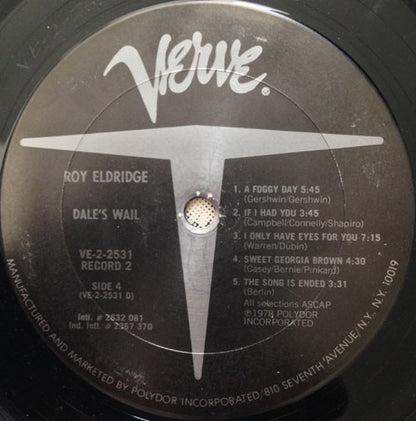 Verve®
ROY ELDRIDGE
DALE'S WAIL
VE-2-2531
RECORD 2
SIDE 4
(VE-2-2531 D)
Int. # 2632 081
Ind. Intl. # 2367 370
1. A FOGGY DAY 5:45
(Gershwin/Gershwin)
2. IF I HAD YOU 3:45
(Campbell/Connelly/Shapiro)
3. I ONLY HAVE EYES FOR YOU 7:15
(Warren/Dubin)
4. SWEET GEORGIA BROWN 4:30
(Casey/Bernie/Pinkard)
5. THE SONG IS ENDED 3:31
(Berlin)
All selections ASCAP
℗1978 POLYDOR
INCORPORATED
MANUFACTURED AND MARKETED BY POLYDOR INCORPORATED/810 SEVENTH AVENUE/N.Y., N.Y. 10019